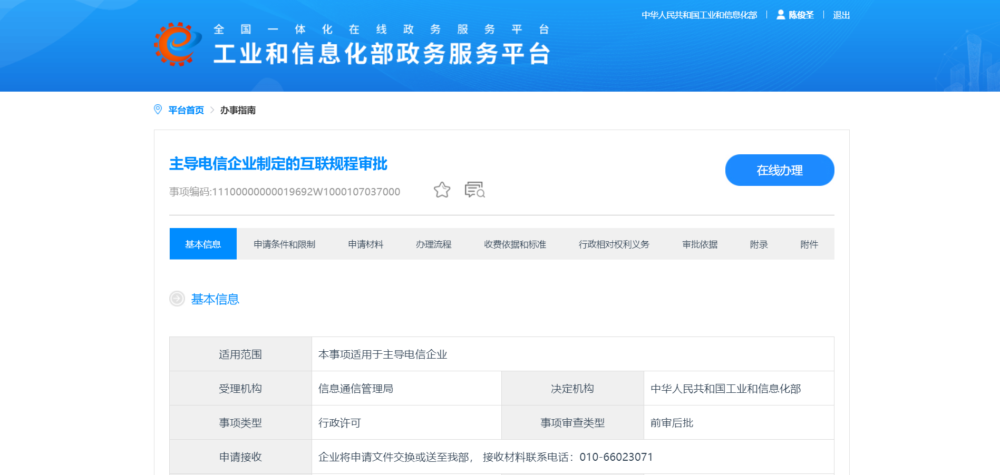 中华人民共和国工业和信息化部 陈俊圣 退出
全国一体化在线政务服务平台
工业和信息化部政务服务平台
平台首页 > 办事指南
主导电信企业制定的互联规程审批
在线办理
事项编码:11100000000019692W1000107037000
基本信息 申请条件和限制 申请材料 办理流程 收费依据和标准 行政相对权利义务 审批依据 附录 附件
基本信息
适用范围 本事项适用于主导电信企业
受理机构 信息通信管理局 决定机构 中华人民共和国工业和信息化部
事项类型 行政许可 事项审查类型 前审后批
申请接收 企业将申请文件交换或送至我部， 接收材料联系电话：010-66023071